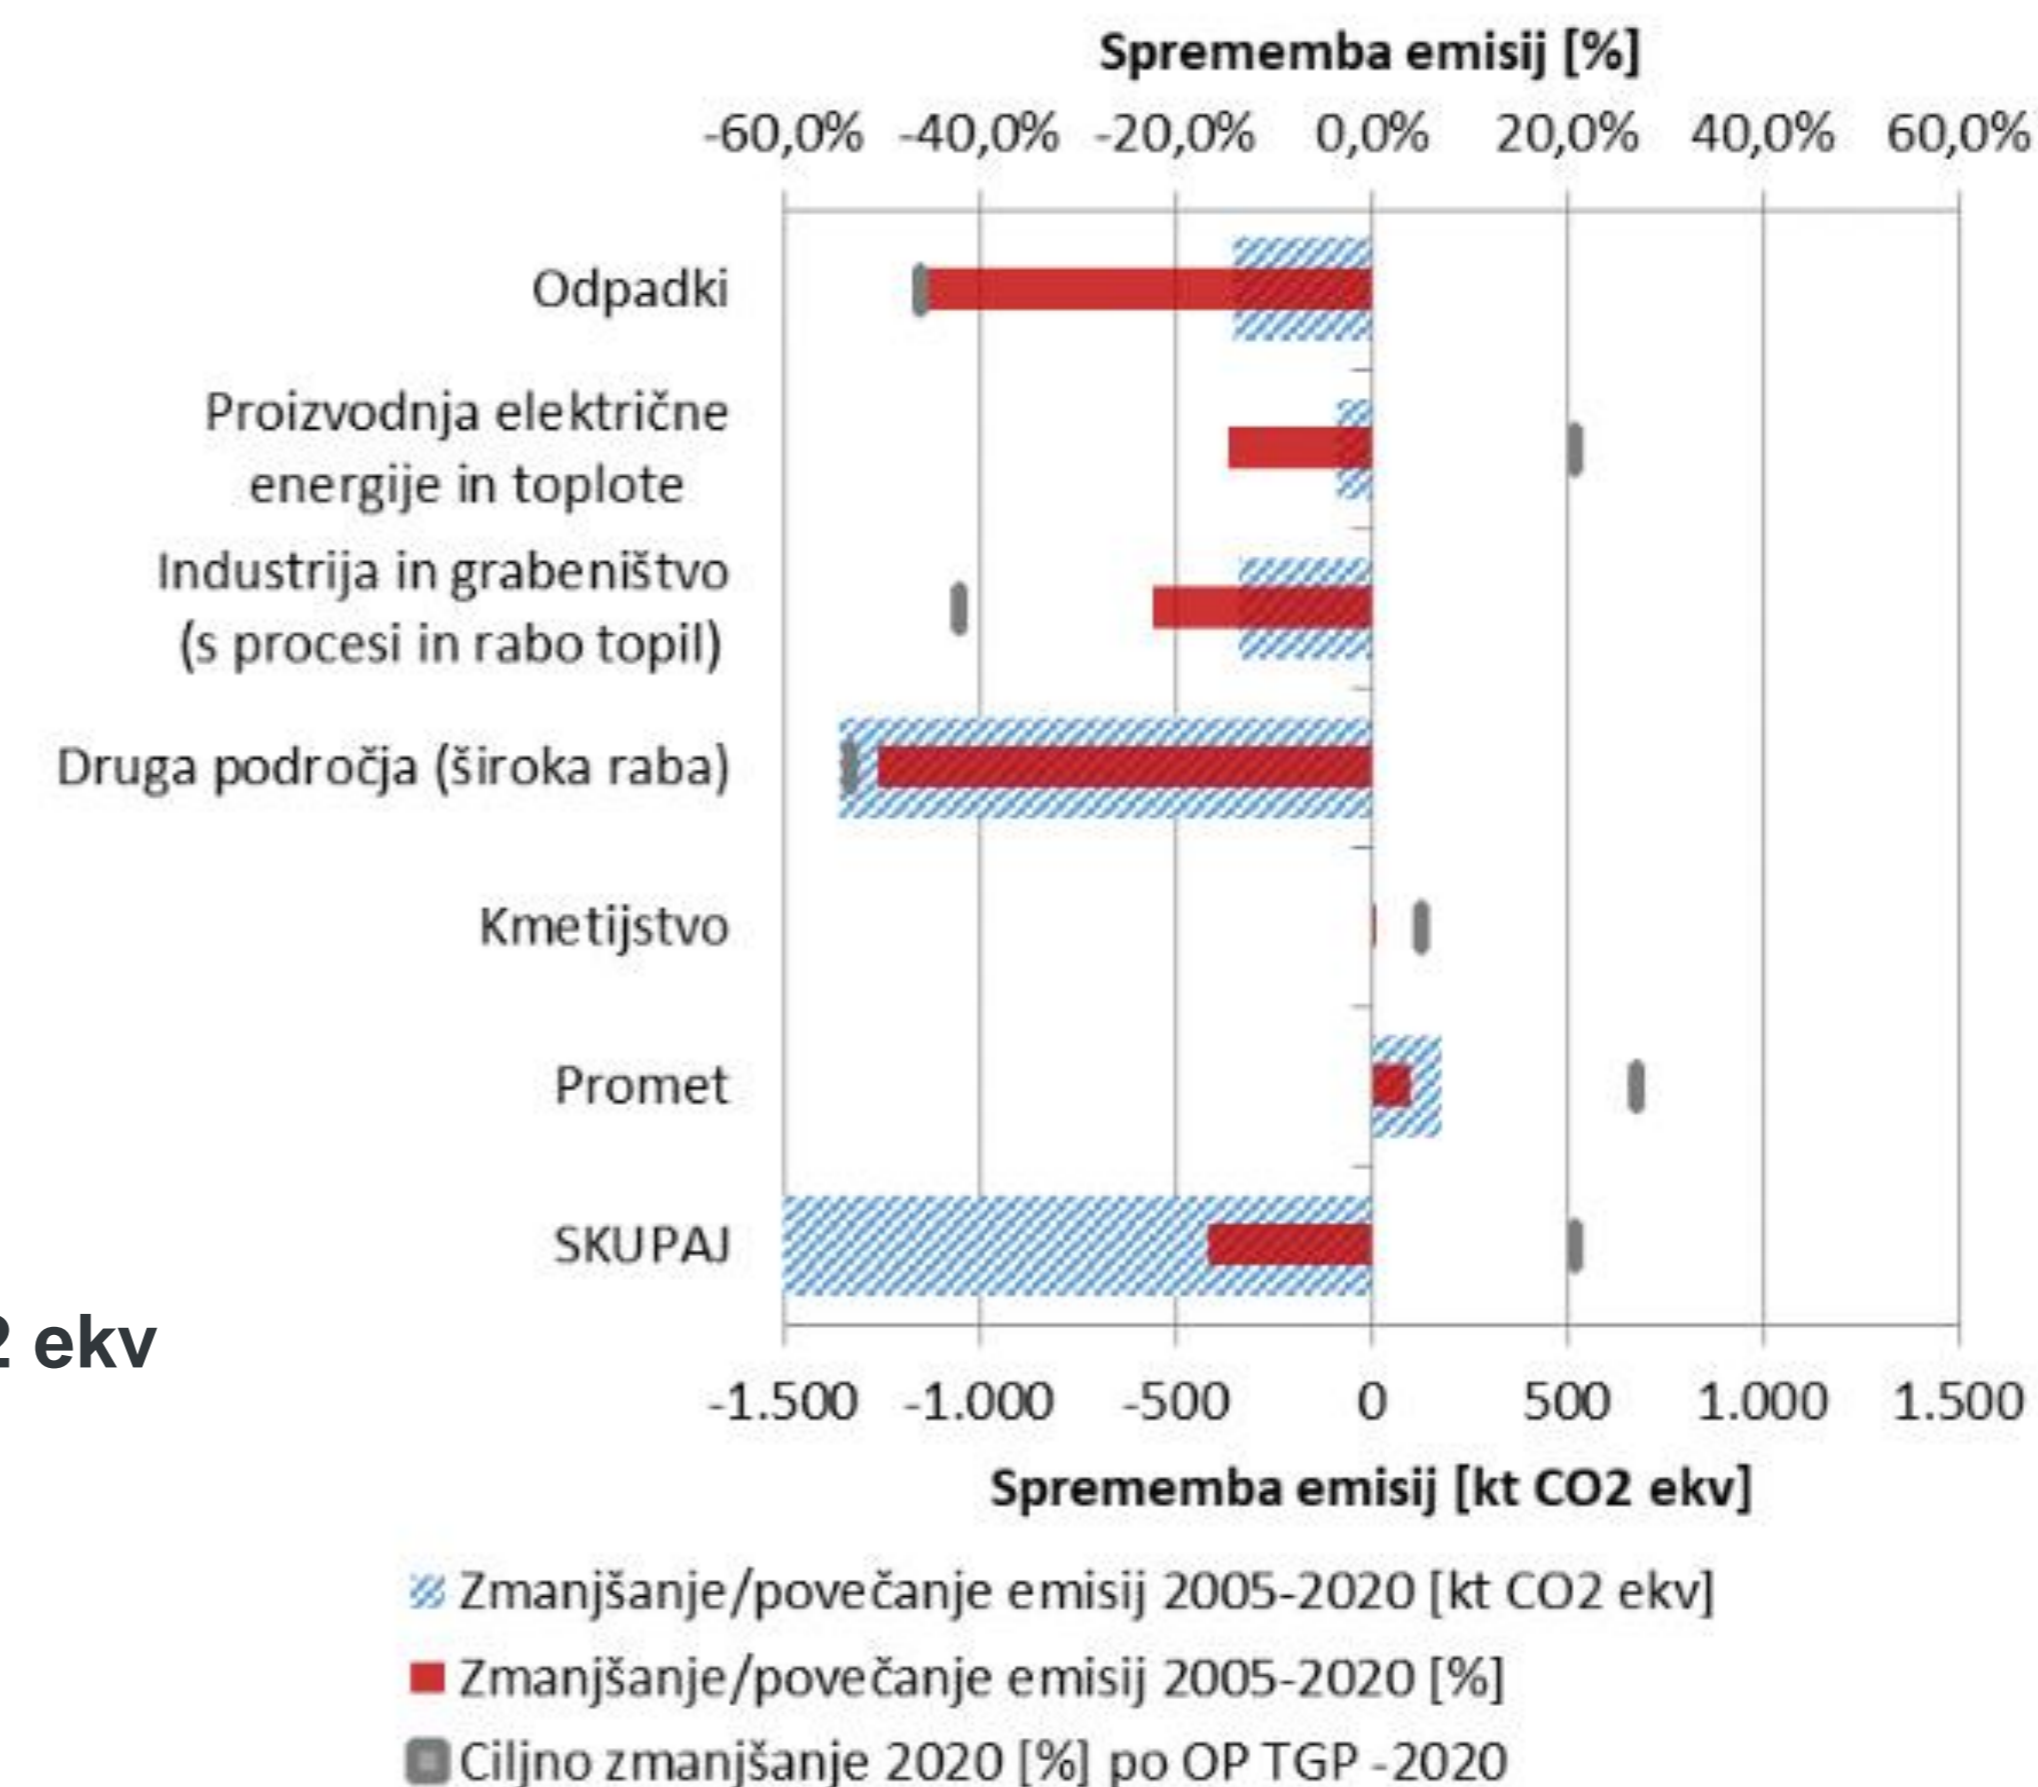 Sprememba emisij [%]
-60,0% -40,0% -20,0% 0,0% 20,0% 40,0% 60,0%
Odpadki
Proizvodnja električne
energije in toplote
Industrija in grabeništvo
(s procesi in rabo topil)
Druga področja (široka raba)
Kmetijstvo
Promet
SKUPAJ
2 ekv
-1.500 -1.000 -500 0 500 1.000 1.500
Sprememba emisij [kt CO2 ekv]
Zmanjšanje/povečanje emisij 2005-2020 [kt CO2 ekv]
Zmanjšanje/povečanje emisij 2005-2020 [%]
Ciljno zmanjšanje 2020 [%] po OP TGP -2020